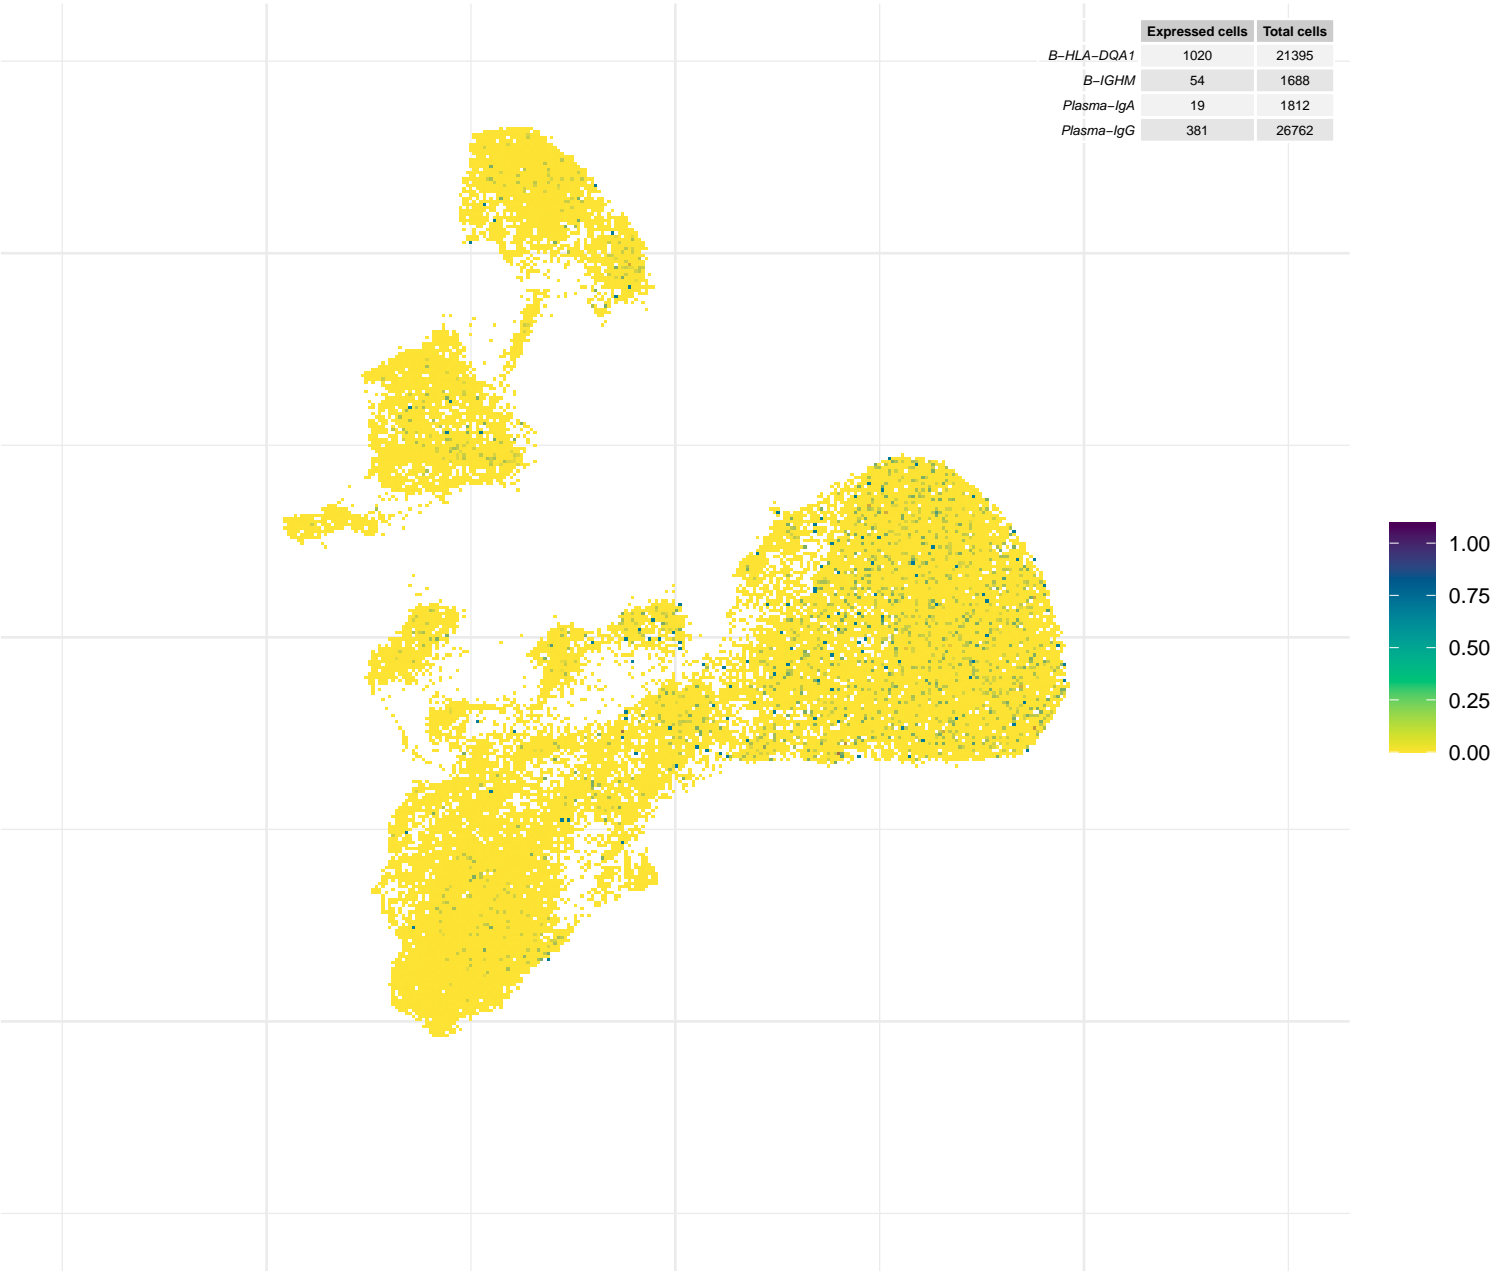 Expressed cells Total cells
B−HLA−DQA1 1020 21395
B−IGHM 54 1688
Plasma−IgA 19 1812
Plasma−IgG 381 26762
1.00
0.75
0.50
0.25
0.00